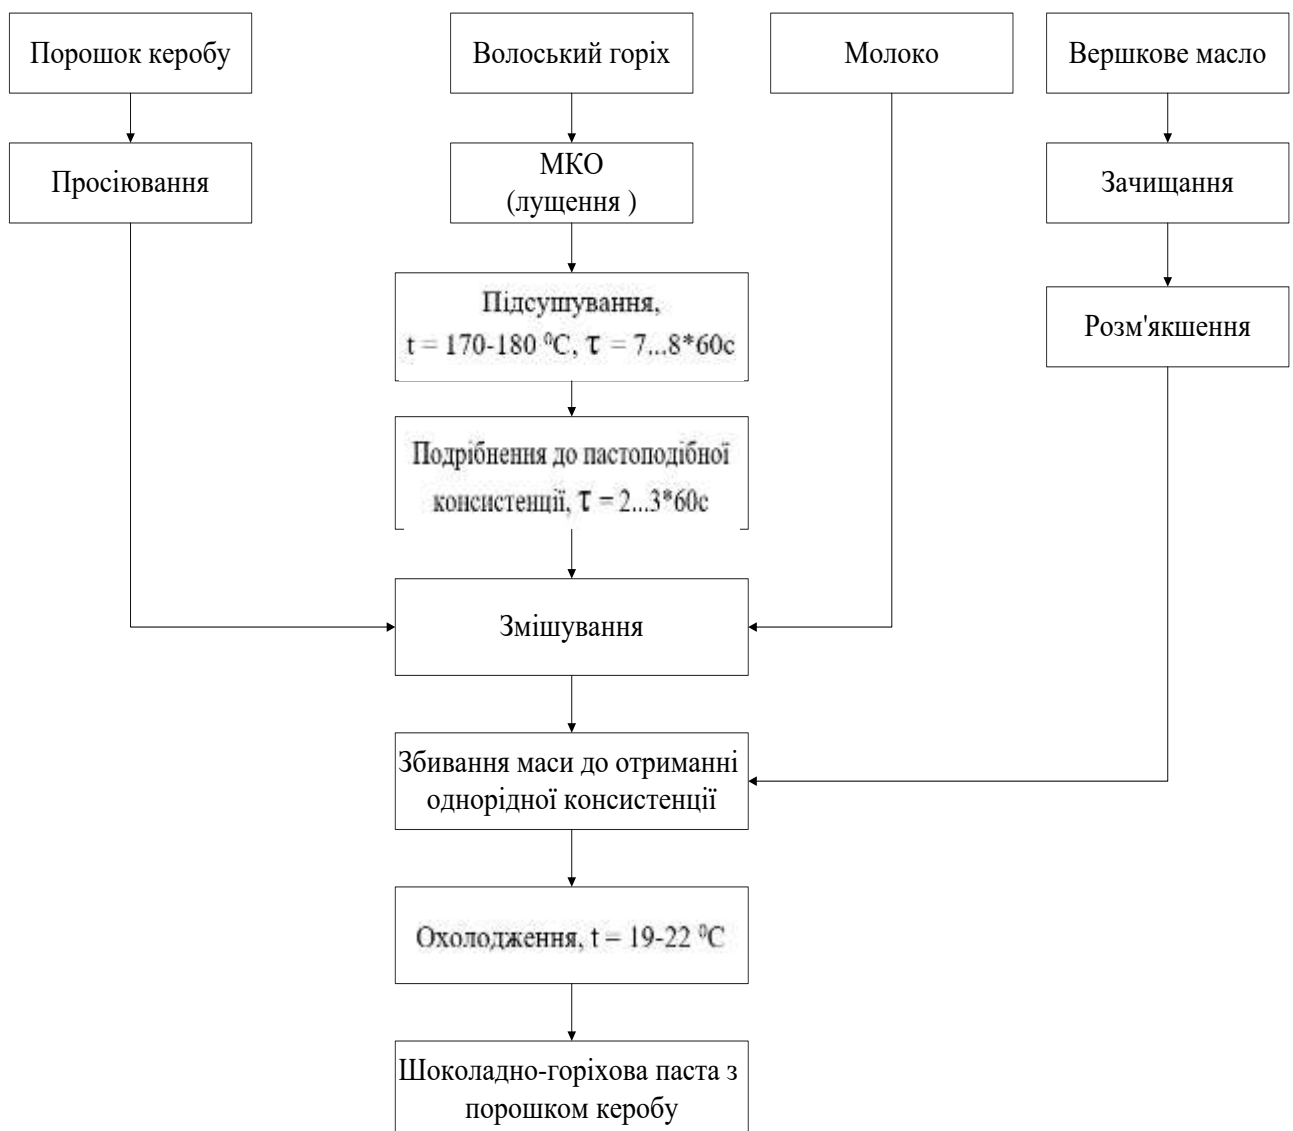 Порошок керобу
Волоський горіх
Молоко
Вершкове масло
Просіювання
МКО
(лущення )
Зачищання
Підсушування,
t = 170-180 ⁰С, τ = 7...8*60с
Розм'якшення
Подрібнення до пастоподібної
консистенції, τ = 2...3*60с
Змішування
Збивання маси до отриманні
однорідної консистенції
Охолодження, t = 19-22 ⁰С
Шоколадно-горіхова паста з
порошком керобу